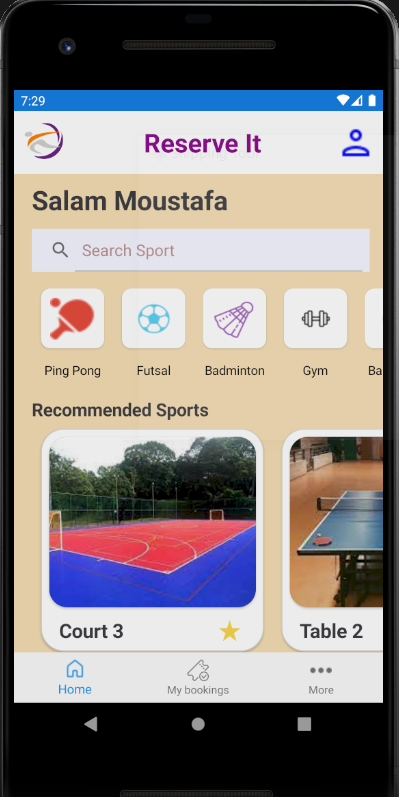 7:29
Reserve It
Salam Moustafa
Search Sport
Ping Pong Futsal Badminton Gym Ba
Recommended Sports
Court 3 Table 2
Home My bookings More